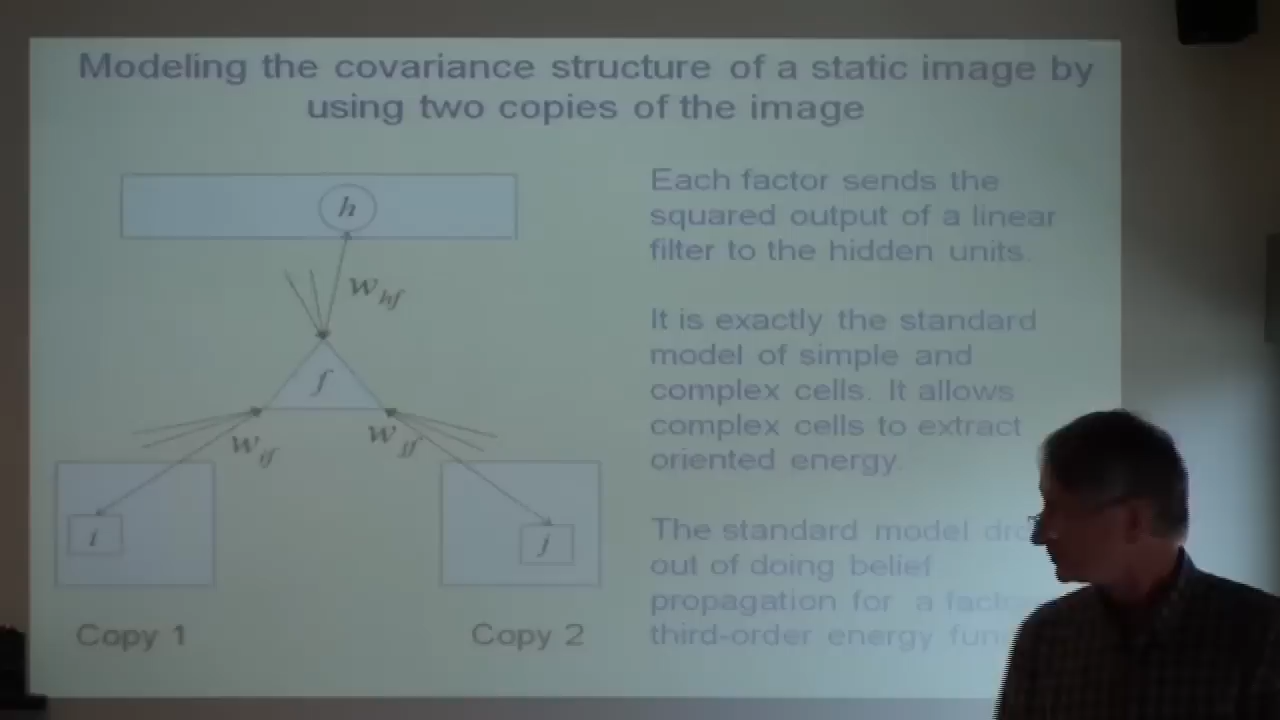 Modeling the covariance structure of a static image by
using two copies of the image
h
w_hf
f
w_if
w_jf
i
j
Copy 1
Copy 2
Each factor sends the
squared output of a linear
filter to the hidden units.
It is exactly the standard
model of simple and
complex cells. It allows
complex cells to extract
oriented energy.
The standard model
out of doing belief
propagation for a
third-order energy